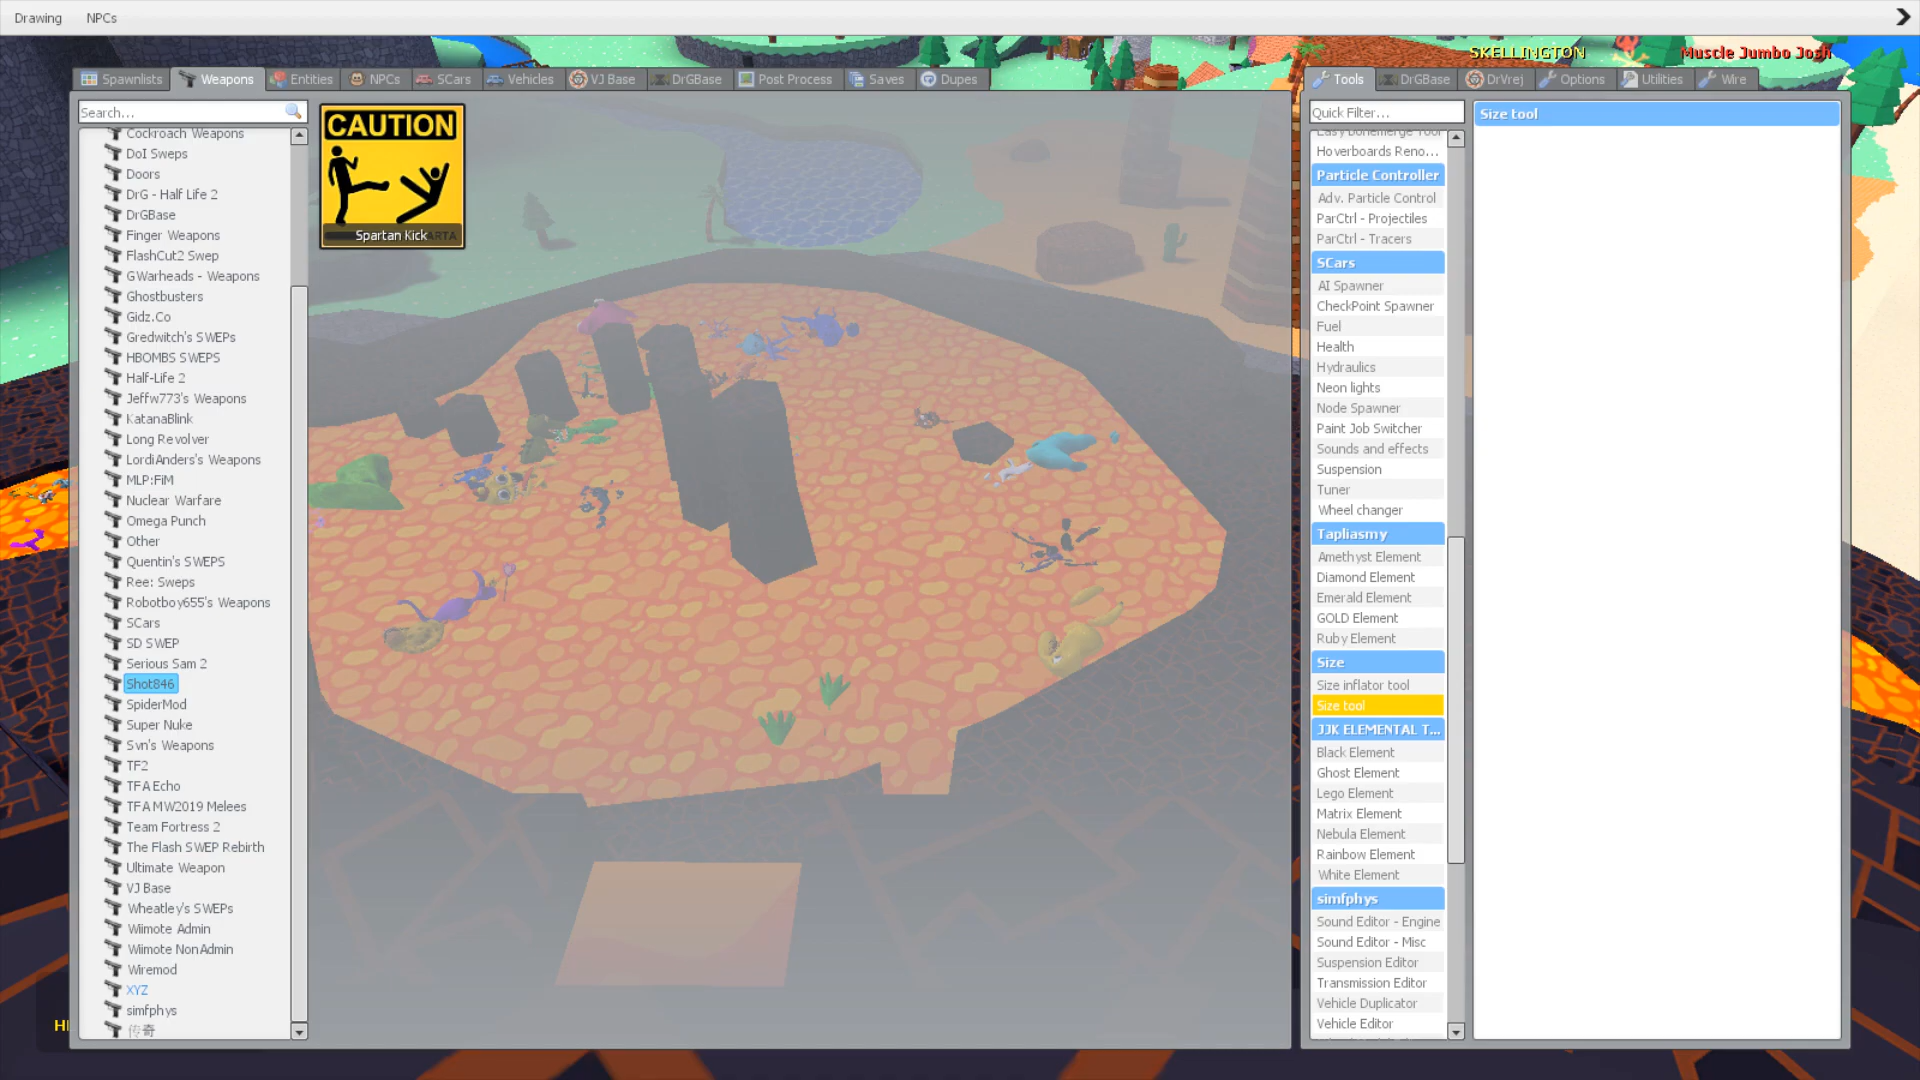 Drawing NPCs
SKELLINGTON
Muscle Jumbo Josh
Spawnlists Weapons Entities NPCs SCars Vehicles VJ Base DrGBase Post Process Saves Dupes
Search...
Cockroach Weapons
DoI Sweps
Doors
DrG - Half Life 2
DrGBase
Finger Weapons
FlashCut2 Swep
GWarheads - Weapons
Ghostbusters
Gidz.Co
Gredwitch's SWEPs
HBOMBS SWEPS
Half-Life 2
Jeffw773's Weapons
KatanaBlink
Long Revolver
LordiAnders's Weapons
MLP:FiM
Nuclear Warfare
Omega Punch
Other
Quentin's SWEPS
Ree: Sweps
Robotboy655's Weapons
SCars
SD SWEP
Serious Sam 2
Shot846
SpiderMod
Super Nuke
Svn's Weapons
TF2
TFA Echo
TFA MW2019 Melees
Team Fortress 2
The Flash SWEP Rebirth
Ultimate Weapon
VJ Base
Wheatley's SWEPs
Wiimote Admin
Wiimote NonAdmin
Wiremod
XYZ
simfphys
传奇
CAUTION
Spartan Kick
Tools DrGBase DrVrej Options Utilities Wire
Quick Filter...
Easy Bonemerge Tool
Hoverboards Reno...
Particle Controller
Adv. Particle Control
ParCtrl - Projectiles
ParCtrl - Tracers
SCars
AI Spawner
CheckPoint Spawner
Fuel
Health
Hydraulics
Neon lights
Node Spawner
Paint Job Switcher
Sounds and effects
Suspension
Tuner
Wheel changer
Tapliasmy
Amethyst Element
Diamond Element
Emerald Element
GOLD Element
Ruby Element
Size
Size inflator tool
Size tool
JJK ELEMENTAL T...
Black Element
Ghost Element
Lego Element
Matrix Element
Nebula Element
Rainbow Element
White Element
simfphys
Sound Editor - Engine
Sound Editor - Misc
Suspension Editor
Transmission Editor
Vehicle Duplicator
Vehicle Editor
Size tool